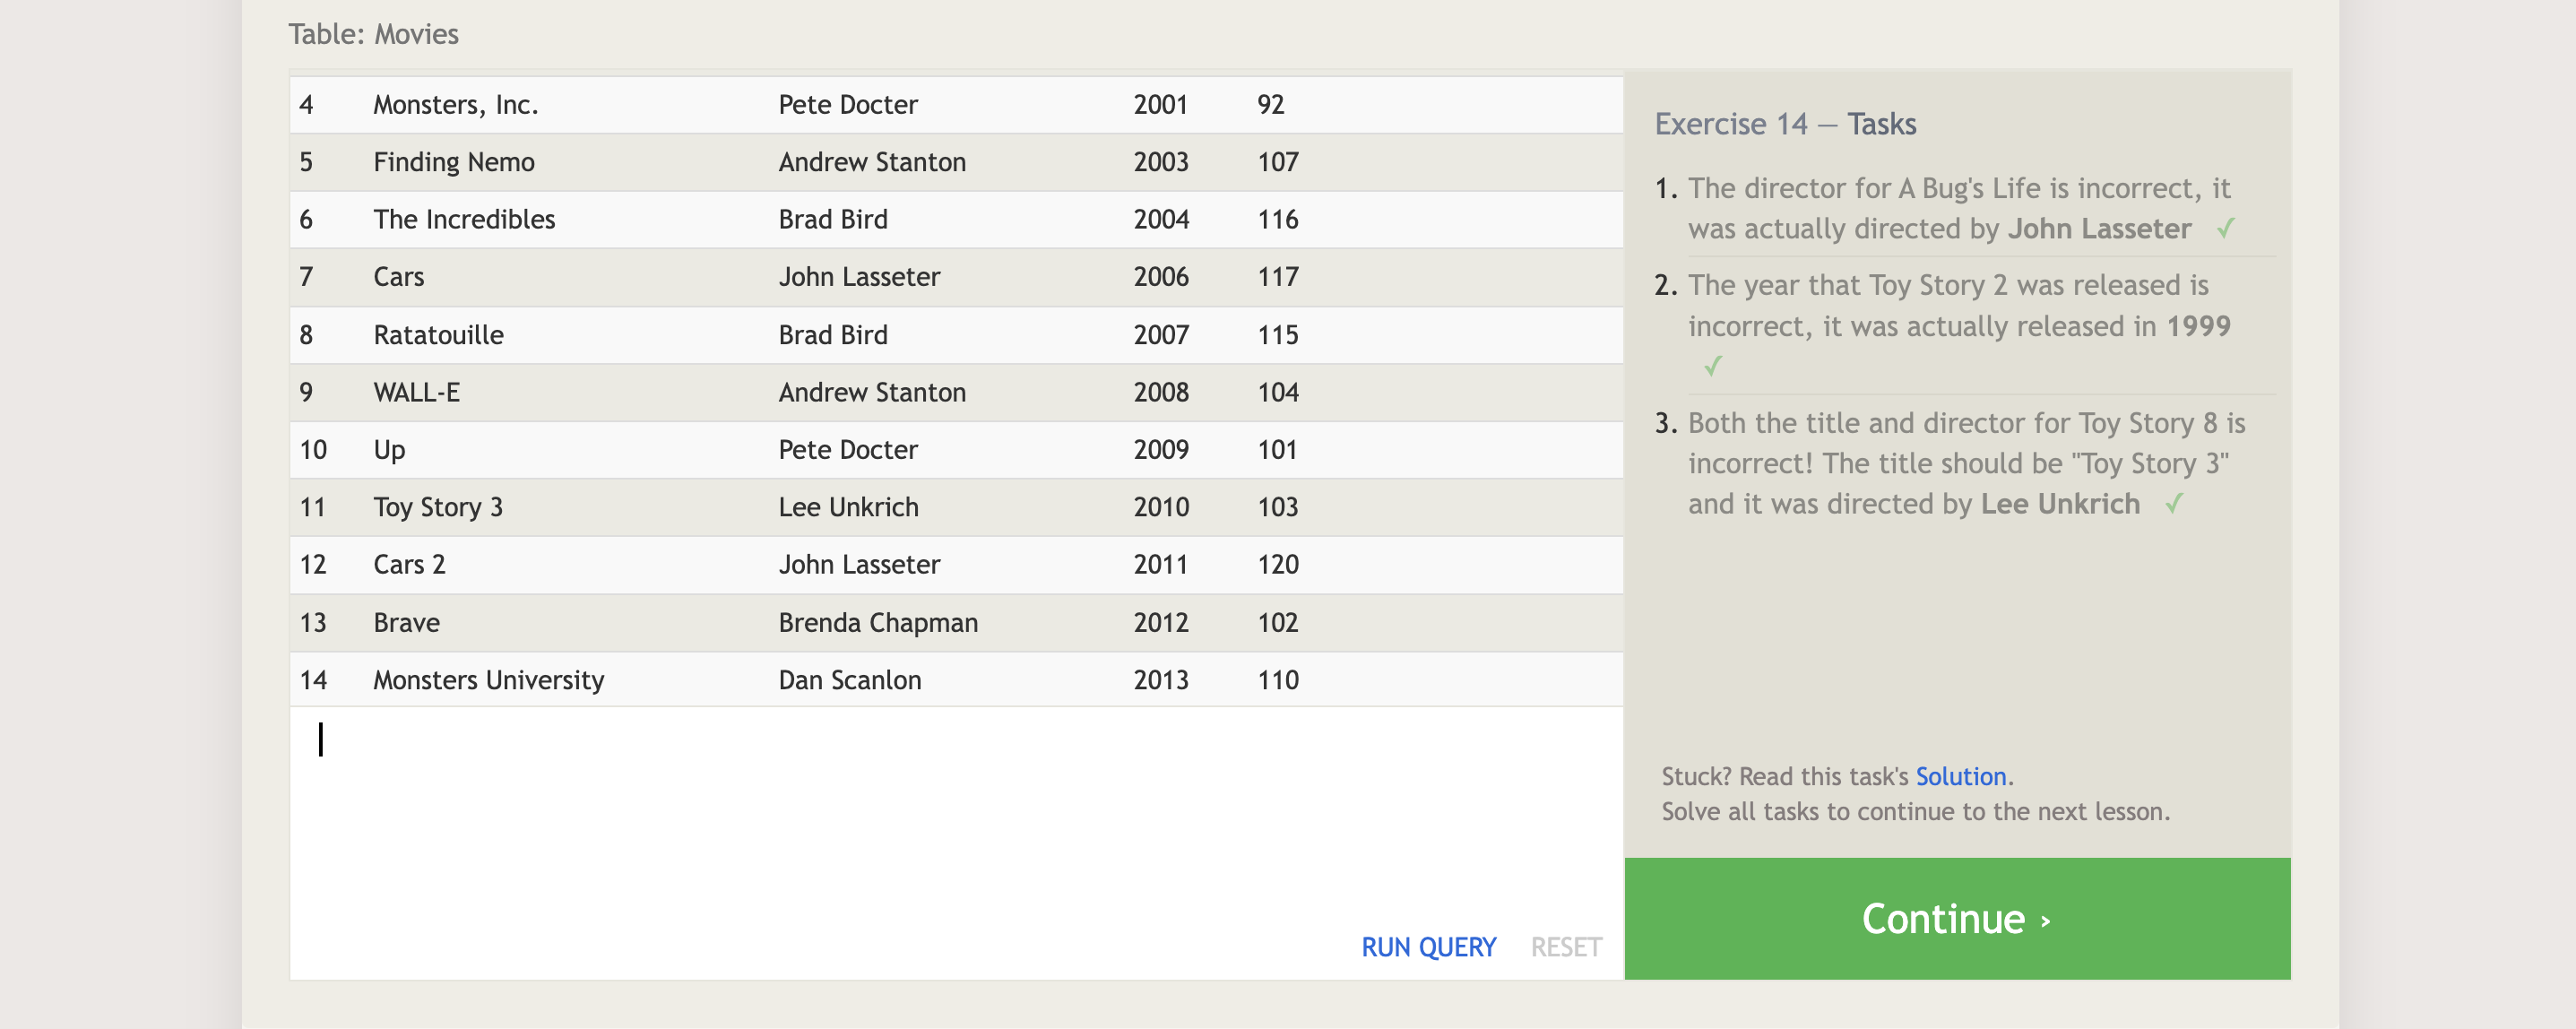 Table: Movies
4 Monsters, Inc. Pete Docter 2001 92
5 Finding Nemo Andrew Stanton 2003 107
6 The Incredibles Brad Bird 2004 116
7 Cars John Lasseter 2006 117
8 Ratatouille Brad Bird 2007 115
9 WALL-E Andrew Stanton 2008 104
10 Up Pete Docter 2009 101
11 Toy Story 3 Lee Unkrich 2010 103
12 Cars 2 John Lasseter 2011 120
13 Brave Brenda Chapman 2012 102
14 Monsters University Dan Scanlon 2013 110
RUN QUERY RESET
Exercise 14 — Tasks
1. The director for A Bug's Life is incorrect, it
was actually directed by John Lasseter ✓
2. The year that Toy Story 2 was released is
incorrect, it was actually released in 1999
✓
3. Both the title and director for Toy Story 8 is
incorrect! The title should be "Toy Story 3"
and it was directed by Lee Unkrich ✓
Stuck? Read this task's Solution.
Solve all tasks to continue to the next lesson.
Continue ›